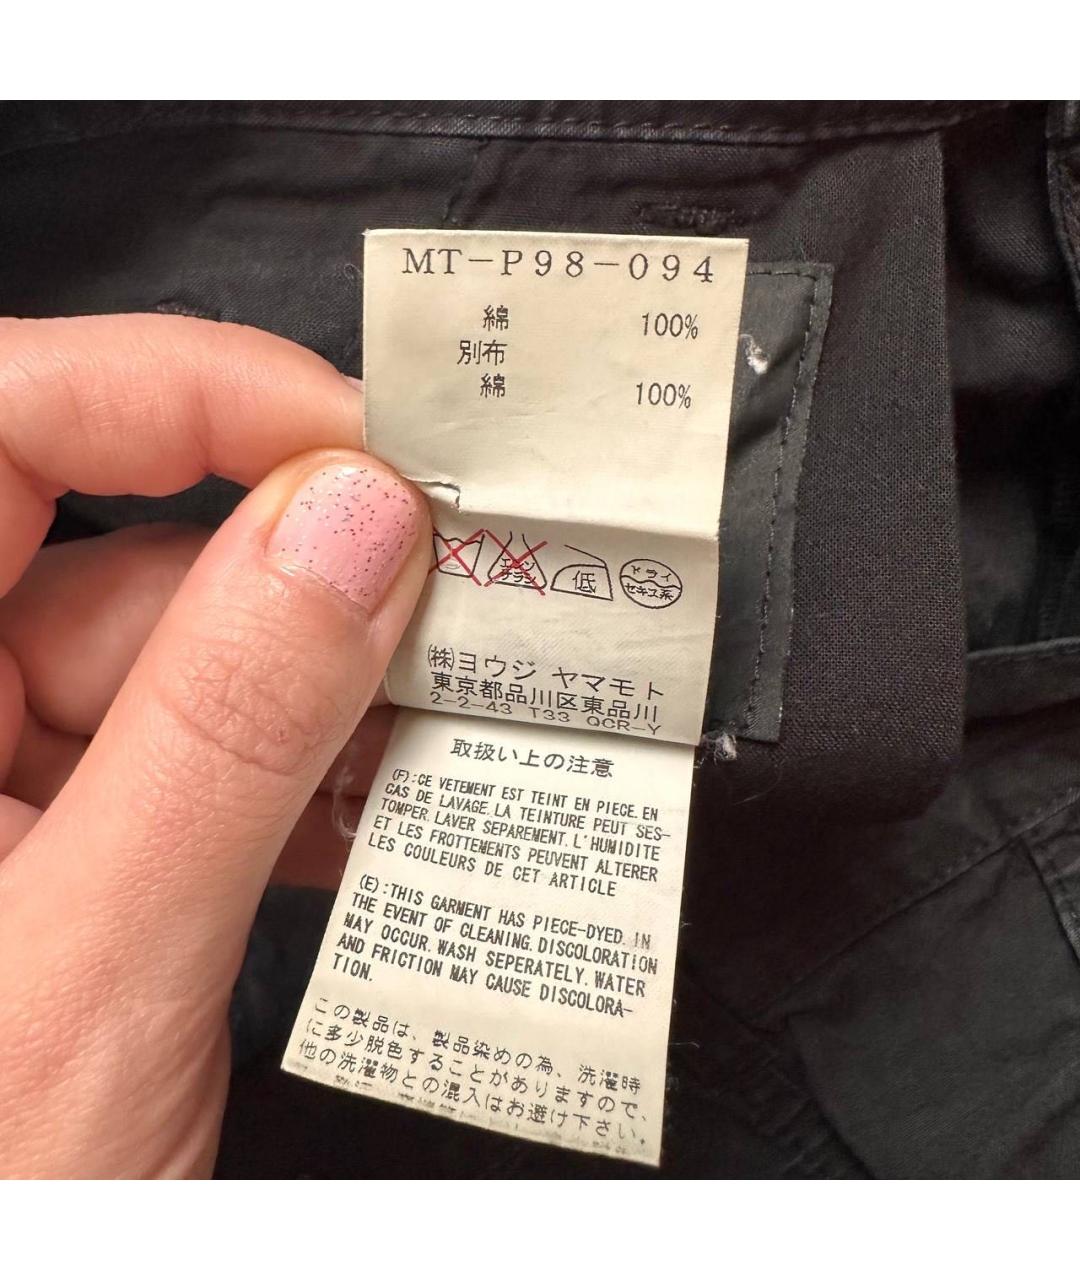 MT-P98-094
綿 100%
別布
綿 100%
エンソ
サラシ
低
ドライ
セキユ系
㈱ヨウジ ヤマモト
東京都品川区東品川
2-2-43 T33 OCR-Y
取扱い上の注意
(F):CE VETEMENT EST TEINT EN PIECE. EN
CAS DE LAVAGE. LA TEINTURE PEUT SES-
TOMPER. LAVER SEPAREMENT. L'HUMIDITE
ET LES FROTTEMENTS PEUVENT ALTERER
LES COULEURS DE CET ARTICLE
(E):THIS GARMENT HAS PIECE-DYED. IN
THE EVENT OF CLEANING. DISCOLORATION
MAY OCCUR. WASH SEPERATELY. WATER
AND FRICTION MAY CAUSE DISCOLORA-
TION.
この製品は、製品染めの為、洗濯時
に多少脱色することがありますので、
他の洗濯物との混入はお避け下さい。